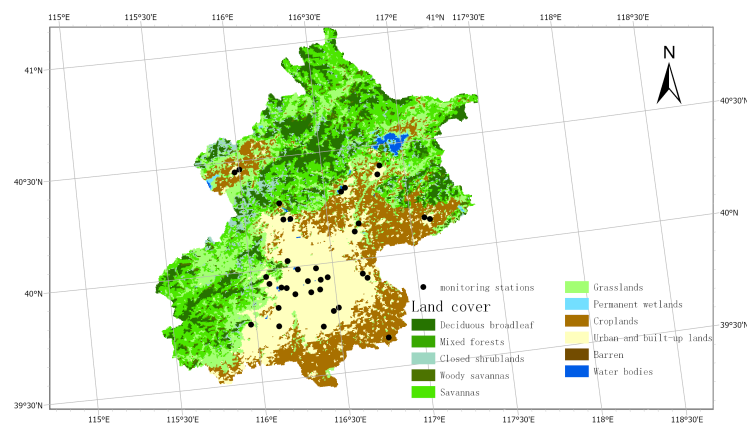 115°E 115°30′E 116°E 116°30′E 117°E 41°N 117°30′E 118°E 118°30′E
N
41°N
40°30′N
40°30′N
40°N
40°N
39°30′N
39°30′N
monitoring stations
Land cover
Deciduous broadleaf
Mixed forests
Closed shrublands
Woody savannas
Savannas
Grasslands
Permanent wetlands
Croplands
Urban and built-up lands
Barren
Water bodies
115°E 115°30′E 116°E 116°30′E 117°E 117°30′E 118°E 118°30′E